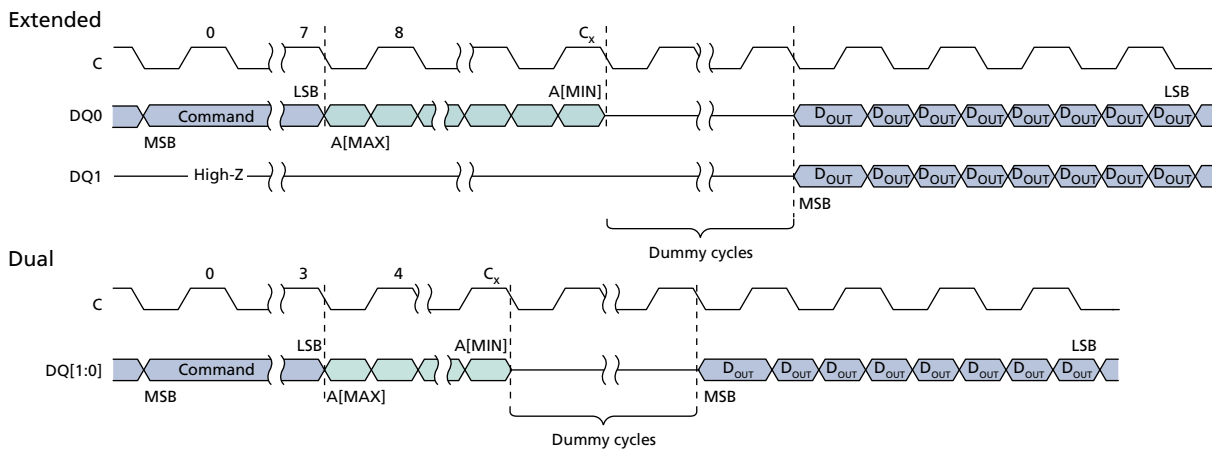 Extended
0 7 8 Cx
C
LSB A[MIN] LSB
DQ0 Command DOUT DOUT DOUT DOUT DOUT DOUT DOUT DOUT
MSB A[MAX]
DQ1 High-Z DOUT DOUT DOUT DOUT DOUT DOUT DOUT DOUT
MSB
Dummy cycles
Dual
0 3 4 Cx
C
LSB A[MIN] LSB
DQ[1:0] Command DOUT DOUT DOUT DOUT DOUT DOUT DOUT DOUT
MSB A[MAX] MSB
Dummy cycles